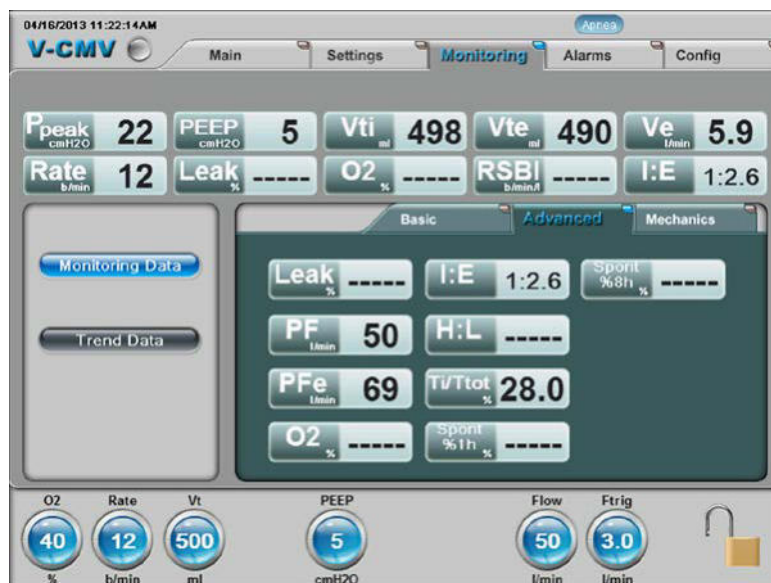 04/16/2013 11:22:14AM
Apnea
V-CMV Main Settings Monitoring Alarms Config
Ppeak cmH2O 22 PEEP cmH2O 5 Vti ml 498 Vte ml 490 Ve l/min 5.9
Rate b/min 12 Leak % ----- O2 % ----- RSBI b/min/l ----- I:E 1:2.6
Basic Advanced Mechanics
Monitoring Data
Trend Data
Leak % ----- I:E 1:2.6 Spont %8h % -----
PF l/min 50 H:L -----
PFe l/min 69 Ti/Ttot % 28.0
O2 % ----- Spont %1h % -----
O2 Rate Vt PEEP Flow Ftrig
40 12 500 5 50 3.0
% b/min ml cmH2O l/min l/min